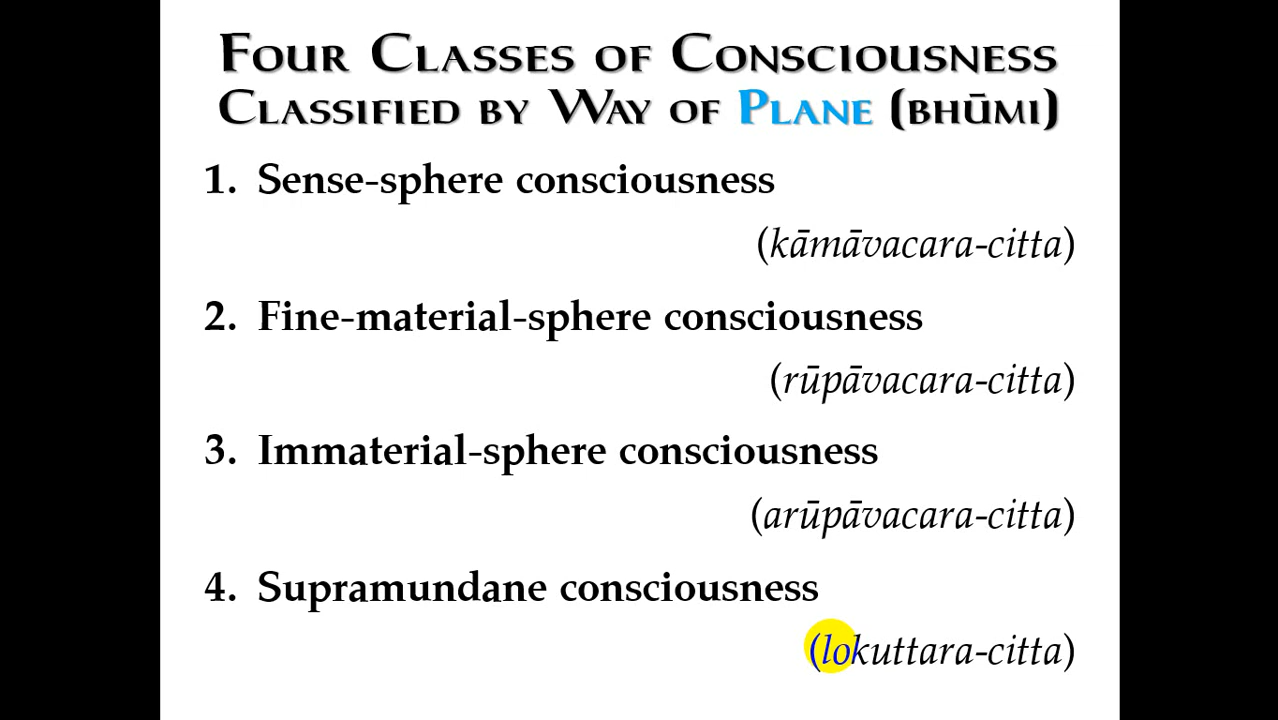 Four Classes of Consciousness
Classified by Way of Plane (bhūmi)
1. Sense-sphere consciousness
(kāmāvacara-citta)
2. Fine-material-sphere consciousness
(rūpāvacara-citta)
3. Immaterial-sphere consciousness
(arūpāvacara-citta)
4. Supramundane consciousness
(lokuttara-citta)